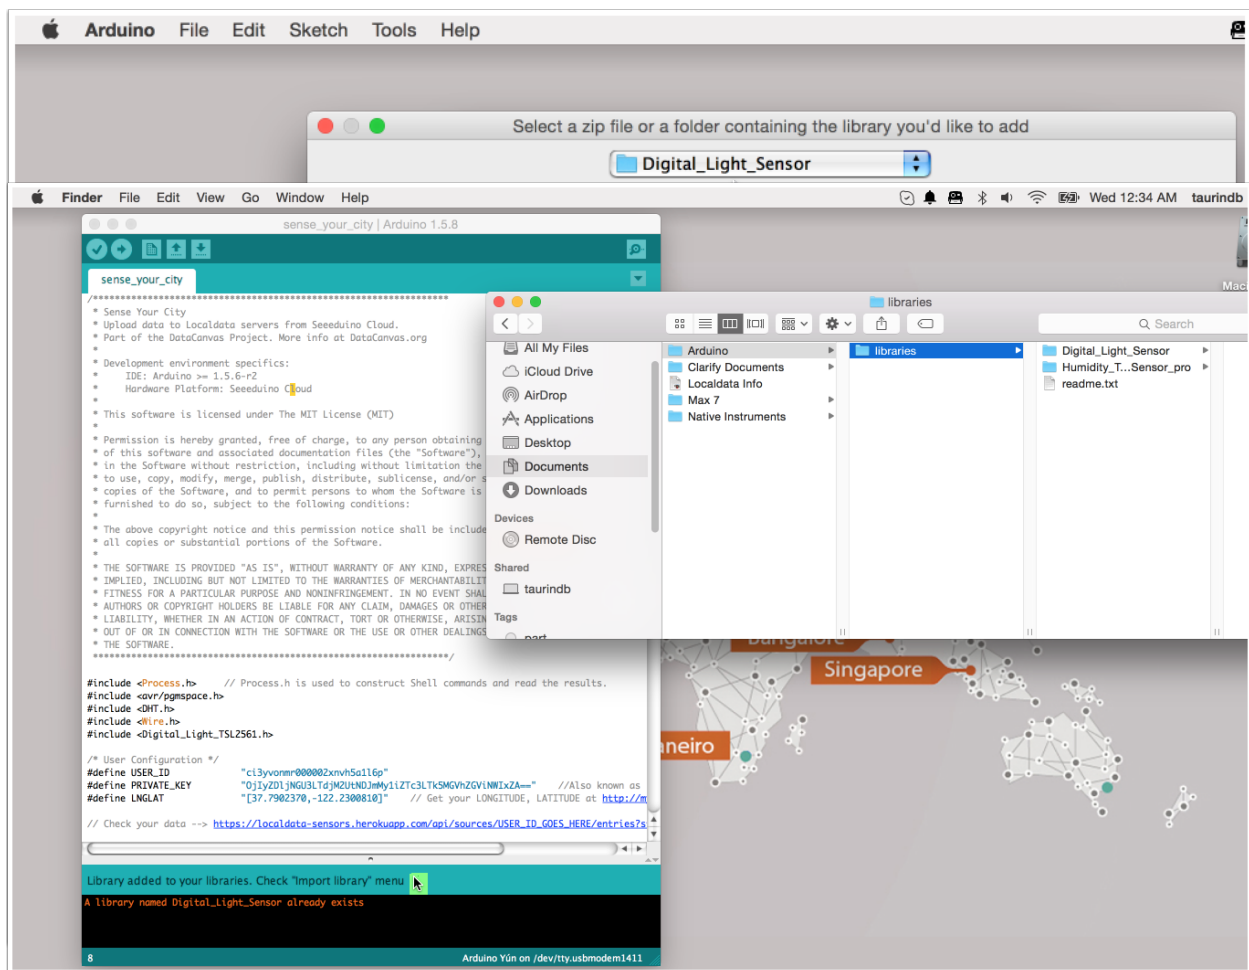 Arduino File Edit Sketch Tools Help
Select a zip file or a folder containing the library you'd like to add
Digital_Light_Sensor
Finder File Edit View Go Window Help Wed 12:34 AM taurindb
sense_your_city | Arduino 1.5.8
sense_your_city
/*******************************************************************
* Sense Your City
* Upload data to Localdata servers from Seeeduino Cloud.
* Part of the DataCanvas Project. More info at DataCanvas.org
*
* Development environment specifics:
* IDE: Arduino >= 1.5.6-r2
* Hardware Platform: Seeeduino Cloud
*
* This software is licensed under The MIT License (MIT)
*
* Permission is hereby granted, free of charge, to any person obtaining
* of this software and associated documentation files (the "Software"),
* in the Software without restriction, including without limitation the
* to use, copy, modify, merge, publish, distribute, sublicense, and/or s
* copies of the Software, and to permit persons to whom the Software is
* furnished to do so, subject to the following conditions:
*
* The above copyright notice and this permission notice shall be include
* all copies or substantial portions of the Software.
*
* THE SOFTWARE IS PROVIDED "AS IS", WITHOUT WARRANTY OF ANY KIND, EXPRES
* IMPLIED, INCLUDING BUT NOT LIMITED TO THE WARRANTIES OF MERCHANTABILIT
* FITNESS FOR A PARTICULAR PURPOSE AND NONINFRINGEMENT. IN NO EVENT SHAL
* AUTHORS OR COPYRIGHT HOLDERS BE LIABLE FOR ANY CLAIM, DAMAGES OR OTHER
* LIABILITY, WHETHER IN AN ACTION OF CONTRACT, TORT OR OTHERWISE, ARISIN
* OUT OF OR IN CONNECTION WITH THE SOFTWARE OR THE USE OR OTHER DEALINGS
* THE SOFTWARE.
*******************************************************************/
#include <Process.h> // Process.h is used to construct Shell commands and read the results.
#include <avr/pgmspace.h>
#include <DHT.h>
#include <Wire.h>
#include <Digital_Light_TSL2561.h>
/* User Configuration */
#define USER_ID "ci3yvonmr000002xnvh5a1l6p"
#define PRIVATE_KEY "OjIyZDljNGU3LTdjM2UtNDJmMy1iZTc3LTk5MGVhZGViNWIxZA==" //Also known as
#define LNGLAT "[37.7902370,-122.2300810]" // Get your LONGITUDE, LATITUDE at http://m
// Check your data --> https://localdata-sensors.herokuapp.com/api/sources/USER_ID_GOES_HERE/entries?s
Library added to your libraries. Check "Import library" menu
A library named Digital_Light_Sensor already exists
8 Arduino Yún on /dev/tty.usbmodem1411
libraries
Search
All My Files
iCloud Drive
AirDrop
Applications
Desktop
Documents
Downloads
Devices
Remote Disc
Shared
taurindb
Tags
part
Arduino
Clarify Documents
Localdata Info
Max 7
Native Instruments
libraries
Digital_Light_Sensor
Humidity_T...Sensor_pro
readme.txt
Maci
Bangalore
Singapore
neiro